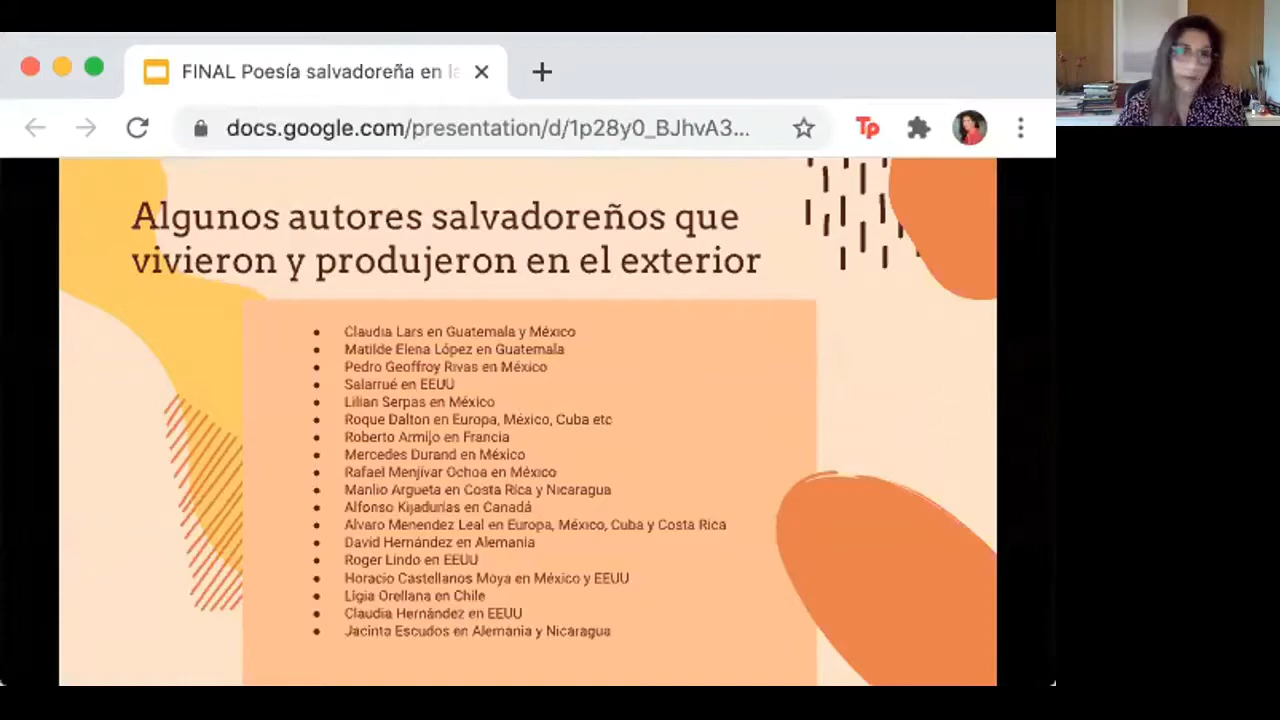 FINAL Poesía salvadoreña en la
docs.google.com/presentation/d/1p28y0_BJhvA3...
Tp
Algunos autores salvadoreños que
vivieron y produjeron en el exterior
Claudia Lars en Guatemala y México
Matilde Elena López en Guatemala
Pedro Geoffroy Rivas en México
Salarrué en EEUU
Lilian Serpas en México
Roque Dalton en Europa, México, Cuba etc
Roberto Armijo en Francia
Mercedes Durand en México
Rafael Menjívar Ochoa en México
Manlio Argueta en Costa Rica y Nicaragua
Alfonso Kijadurías en Canadá
Alvaro Menendez Leal en Europa, México, Cuba y Costa Rica
David Hernández en Alemania
Roger Lindo en EEUU
Horacio Castellanos Moya en México y EEUU
Ligia Orellana en Chile
Claudia Hernández en EEUU
Jacinta Escudos en Alemania y Nicaragua